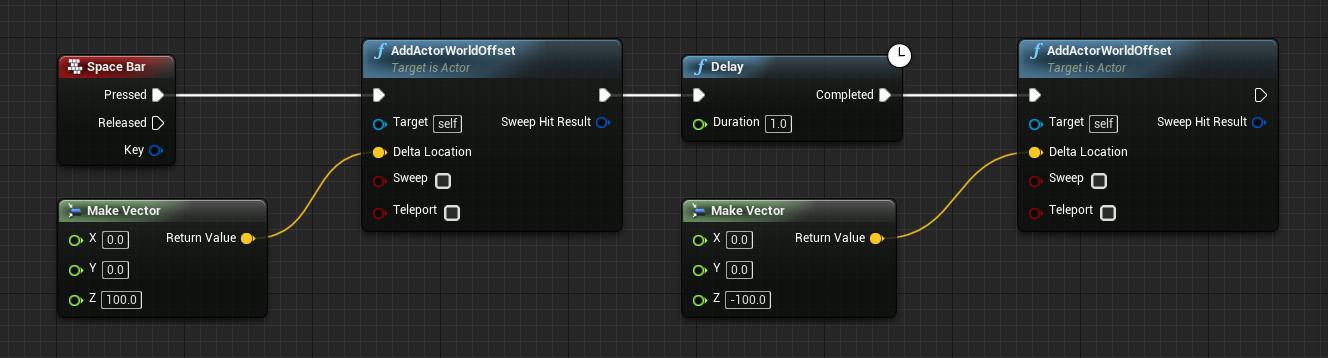 Space Bar
Pressed
Released
Key
AddActorWorldOffset
Target is Actor
Target self
Sweep Hit Result
Delta Location
Sweep
Teleport
Make Vector
X 0.0
Return Value
Y 0.0
Z 100.0
Delay
Completed
Duration 1.0
Make Vector
X 0.0
Return Value
Y 0.0
Z -100.0
AddActorWorldOffset
Target is Actor
Target self
Sweep Hit Result
Delta Location
Sweep
Teleport